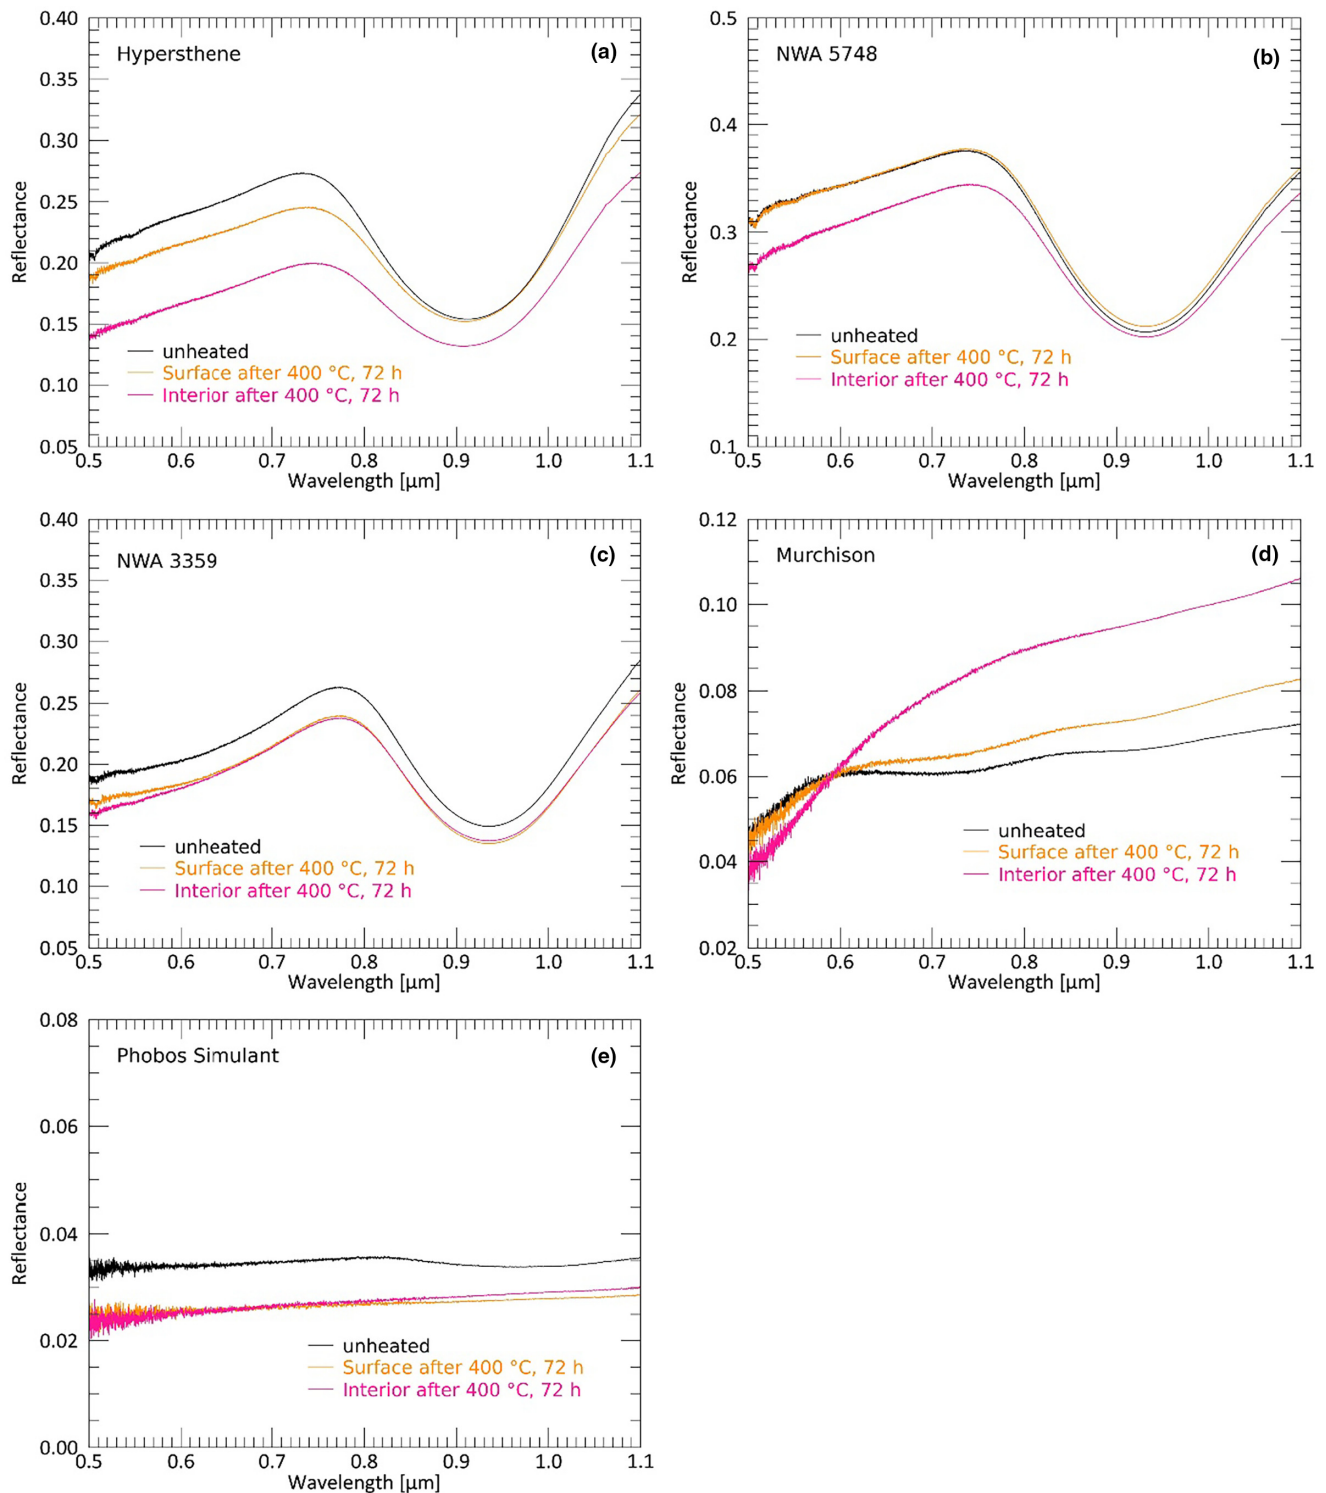 Hypersthene
(a)
0.40
0.35
0.30
0.25
0.20
0.15
0.10
0.05
Reflectance
unheated
Surface after 400 °C, 72 h
Interior after 400 °C, 72 h
0.5 0.6 0.7 0.8 0.9 1.0 1.1
Wavelength [μm]
NWA 5748
(b)
0.5
0.4
0.3
0.2
0.1
Reflectance
unheated
Surface after 400 °C, 72 h
Interior after 400 °C, 72 h
0.5 0.6 0.7 0.8 0.9 1.0 1.1
Wavelength [μm]
NWA 3359
(c)
0.40
0.35
0.30
0.25
0.20
0.15
0.10
0.05
Reflectance
unheated
Surface after 400 °C, 72 h
Interior after 400 °C, 72 h
0.5 0.6 0.7 0.8 0.9 1.0 1.1
Wavelength [μm]
Murchison
(d)
0.12
0.10
0.08
0.06
0.04
0.02
Reflectance
unheated
Surface after 400 °C, 72 h
Interior after 400 °C, 72 h
0.5 0.6 0.7 0.8 0.9 1.0 1.1
Wavelength [μm]
Phobos Simulant
(e)
0.08
0.06
0.04
0.02
0.00
Reflectance
unheated
Surface after 400 °C, 72 h
Interior after 400 °C, 72 h
0.5 0.6 0.7 0.8 0.9 1.0 1.1
Wavelength [μm]